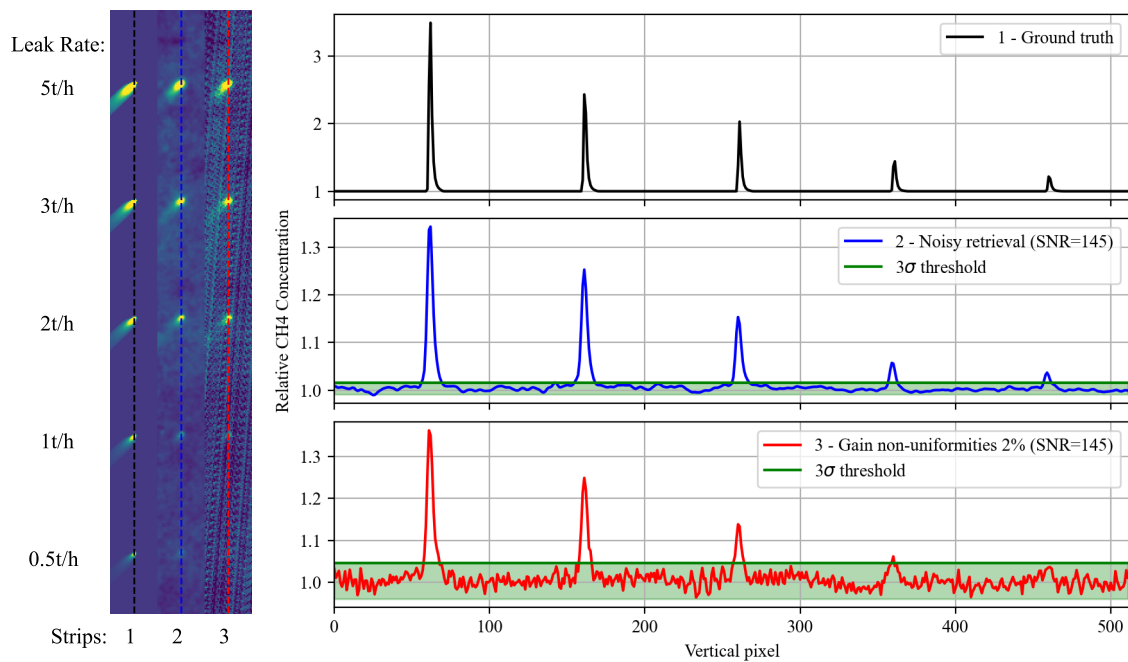 Leak Rate:
5t/h
3t/h
2t/h
1t/h
0.5t/h
Strips: 1 2 3
Relative CH4 Concentration
3
2
1
1 - Ground truth
1.3
1.2
1.1
1.0
2 - Noisy retrieval (SNR=145)
3σ threshold
1.3
1.2
1.1
1.0
3 - Gain non-uniformities 2% (SNR=145)
3σ threshold
0 100 200 300 400 500
Vertical pixel